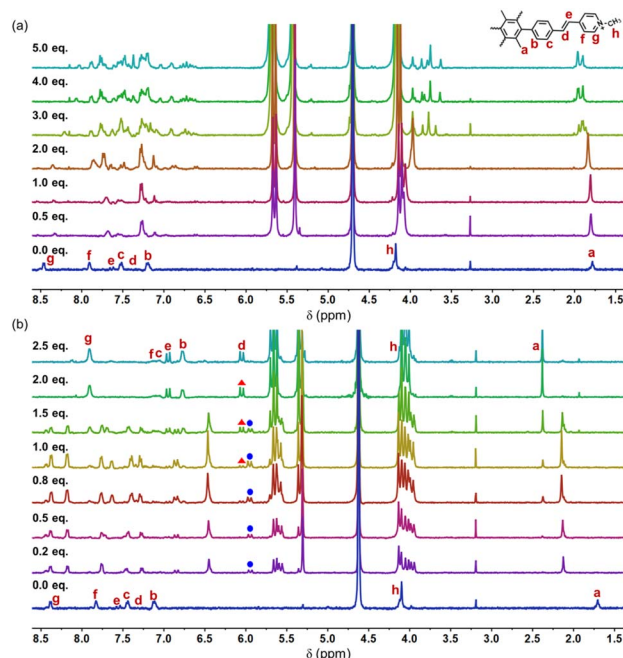 (a)
e
N
CH₃
+
b c d f g h
a
5.0 eq.
4.0 eq.
3.0 eq.
2.0 eq.
1.0 eq.
0.5 eq.
0.0 eq.
g f e c d b h a
8.5 8.0 7.5 7.0 6.5 6.0 5.5 5.0 4.5 4.0 3.5 3.0 2.5 2.0 1.5
δ (ppm)
(b)
2.5 eq.
g f c e b d h a
2.0 eq.
1.5 eq.
1.0 eq.
0.8 eq.
0.5 eq.
0.2 eq.
0.0 eq.
g f e c d b h a
8.5 8.0 7.5 7.0 6.5 6.0 5.5 5.0 4.5 4.0 3.5 3.0 2.5 2.0 1.5
δ (ppm)